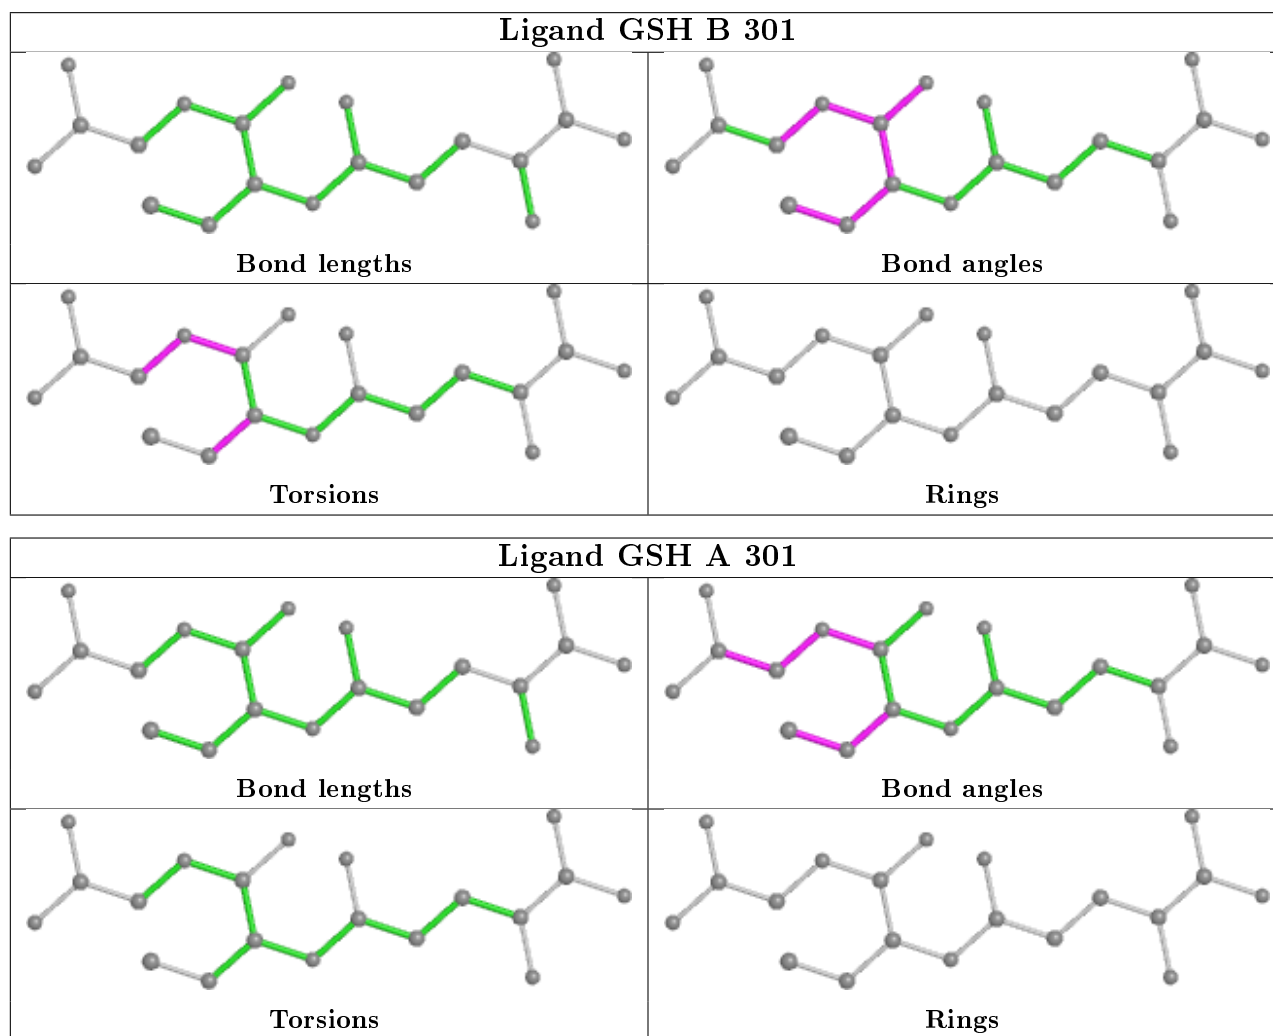 Ligand GSH B 301
Bond lengths
Bond angles
Torsions
Rings
Ligand GSH A 301
Bond lengths
Bond angles
Torsions
Rings